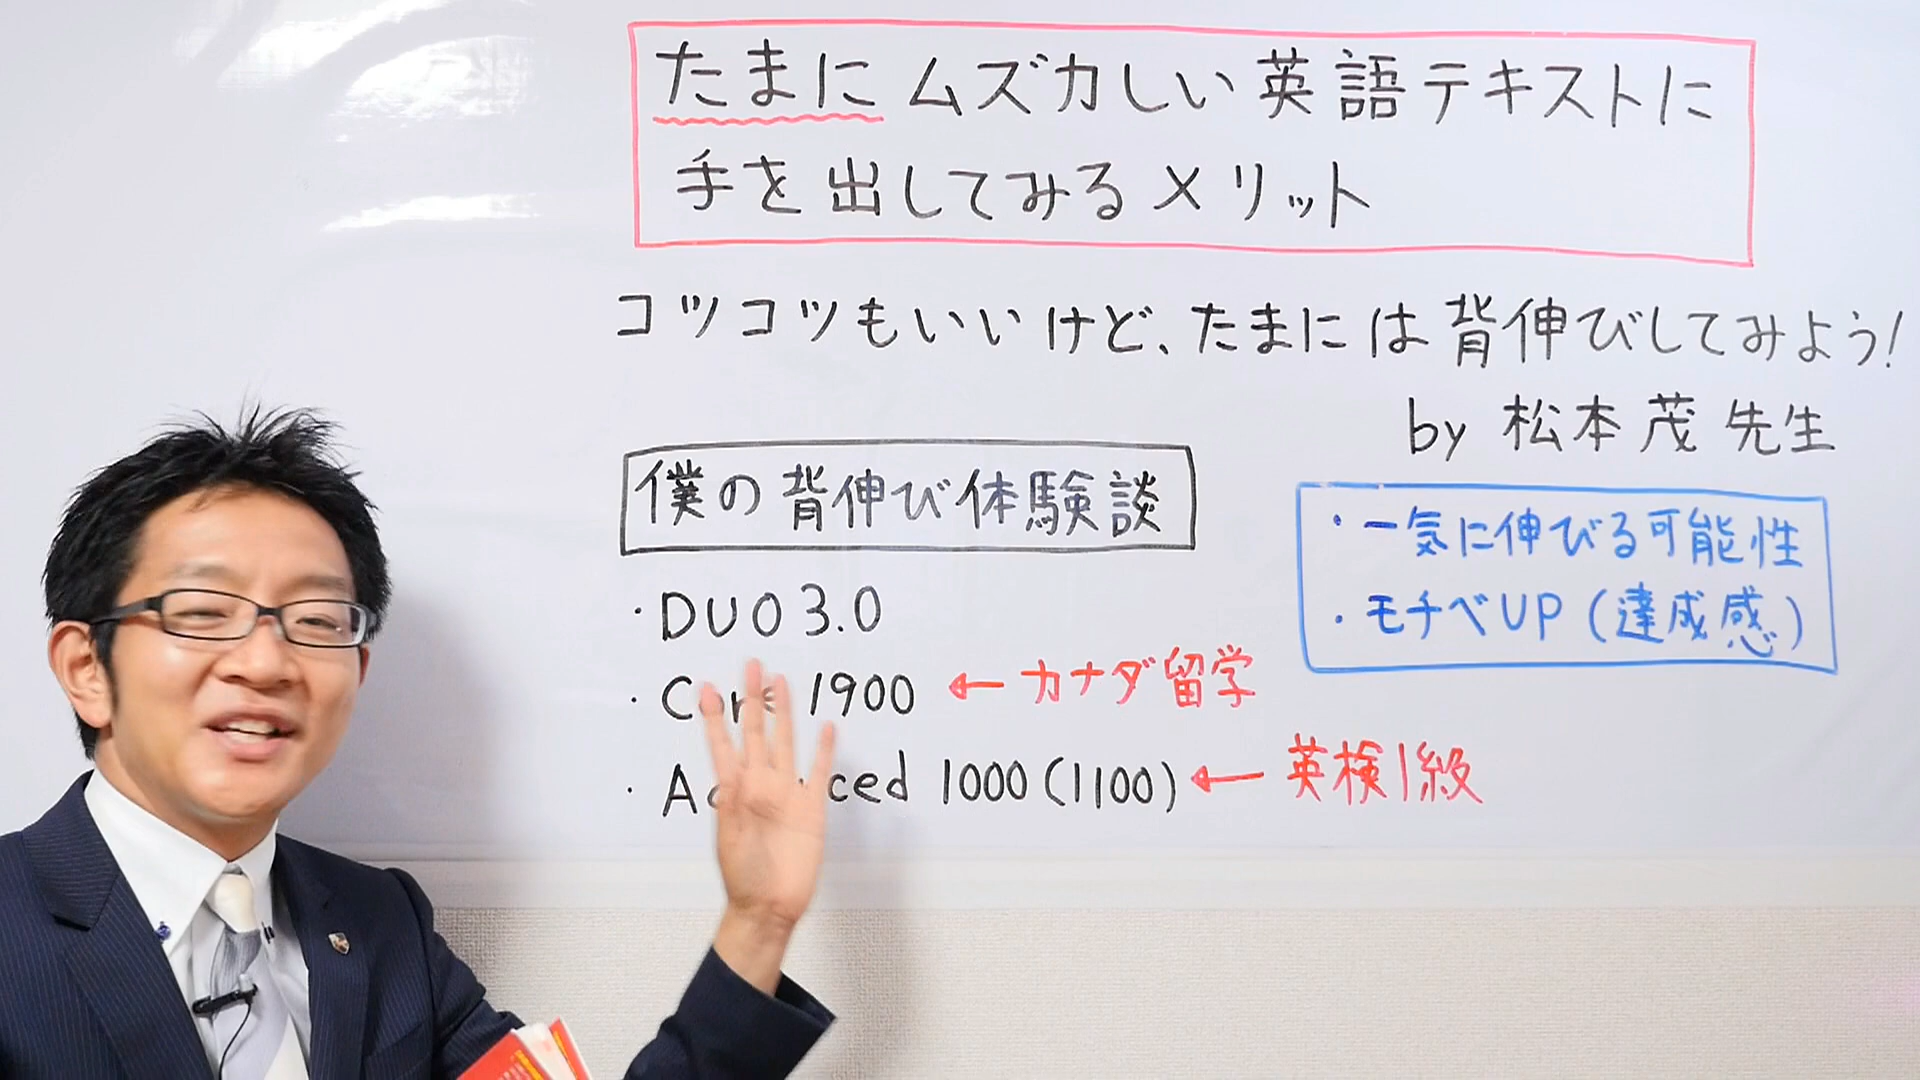 たまにムズカしい英語テキストに
手を出してみるメリット
コツコツもいいけど、たまには背伸びしてみよう!
by 松本茂先生
僕の背伸び体験談
・DUO 3.0
・Core 1900 ← カナダ留学
・Advanced 1000(1100) ← 英検1級
・一気に伸びる可能性
・モチベUP(達成感)